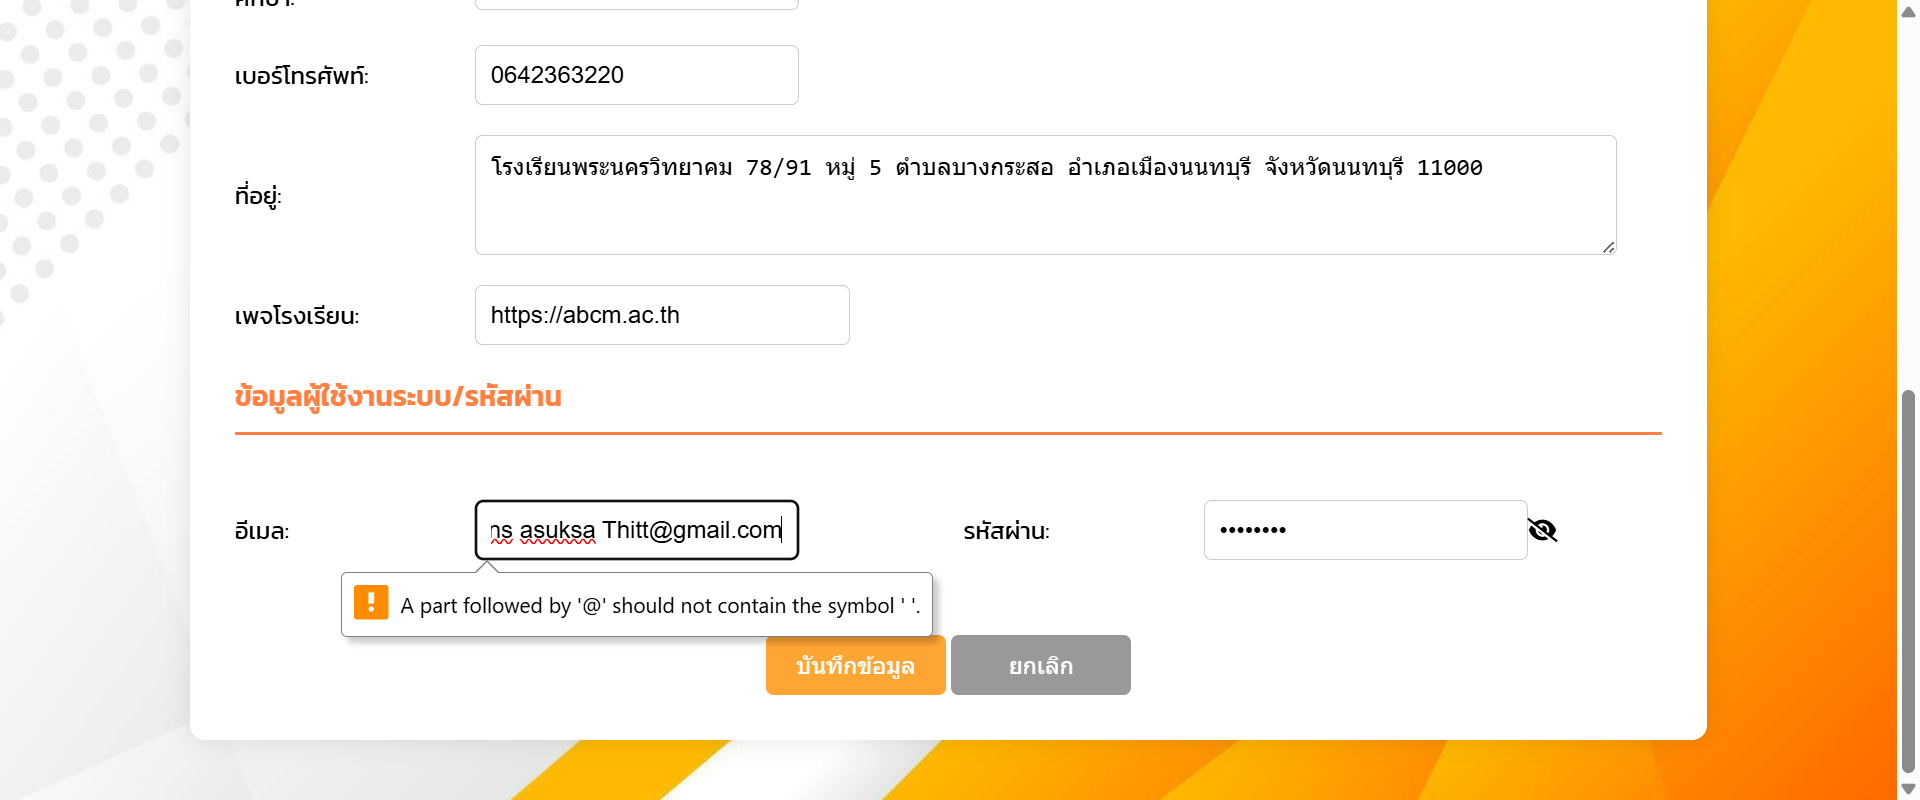 เบอร์โทรศัพท์:
0642363220
ที่อยู่:
โรงเรียนพระนครวิทยาคม 78/91 หมู่ 5 ตำบลบางกระสอ อำเภอเมืองนนทบุรี จังหวัดนนทบุรี 11000
เพจโรงเรียน:
https://abcm.ac.th
ข้อมูลผู้ใช้งานระบบ/รหัสผ่าน
อีเมล:
asuksa Thitt@gmail.com
รหัสผ่าน:
••••••••
A part followed by '@' should not contain the symbol ' '.
บันทึกข้อมูล
ยกเลิก